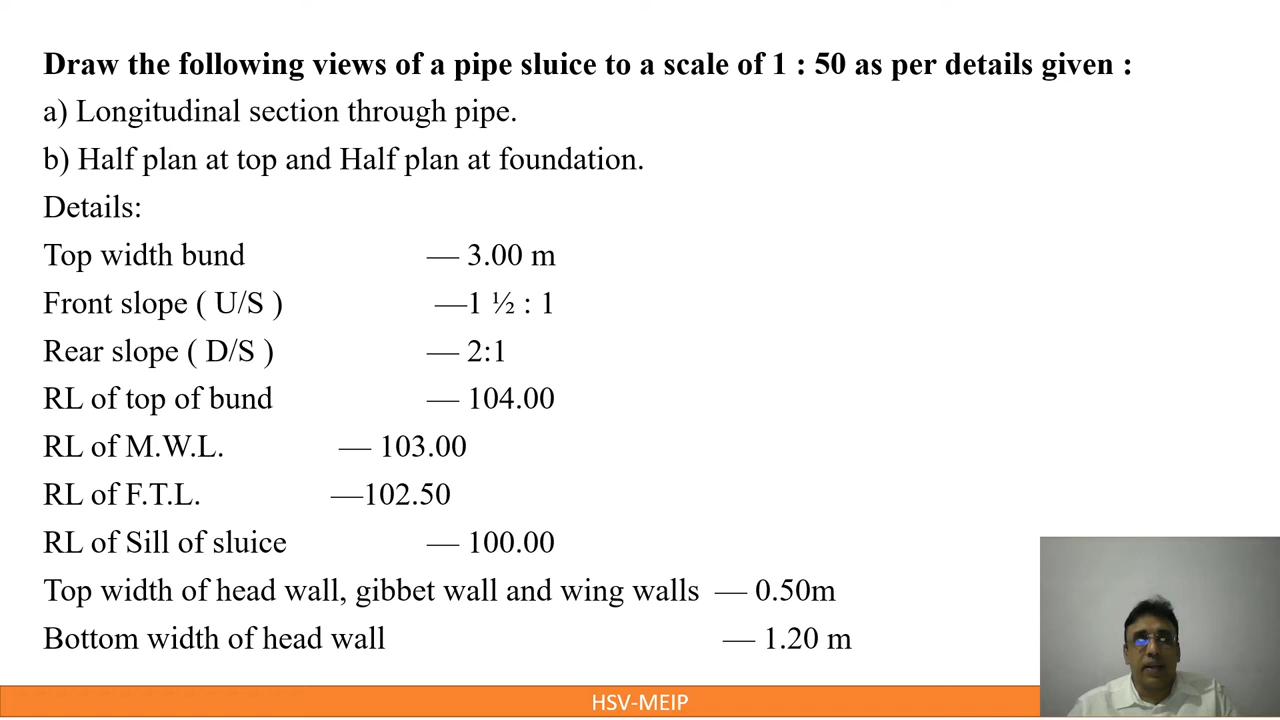 Draw the following views of a pipe sluice to a scale of 1 : 50 as per details given :
a) Longitudinal section through pipe.
b) Half plan at top and Half plan at foundation.
Details:
Top width bund — 3.00 m
Front slope ( U/S ) —1 ½ : 1
Rear slope ( D/S ) — 2:1
RL of top of bund — 104.00
RL of M.W.L. — 103.00
RL of F.T.L. —102.50
RL of Sill of sluice — 100.00
Top width of head wall, gibbet wall and wing walls — 0.50m
Bottom width of head wall — 1.20 m
HSV-MEIP